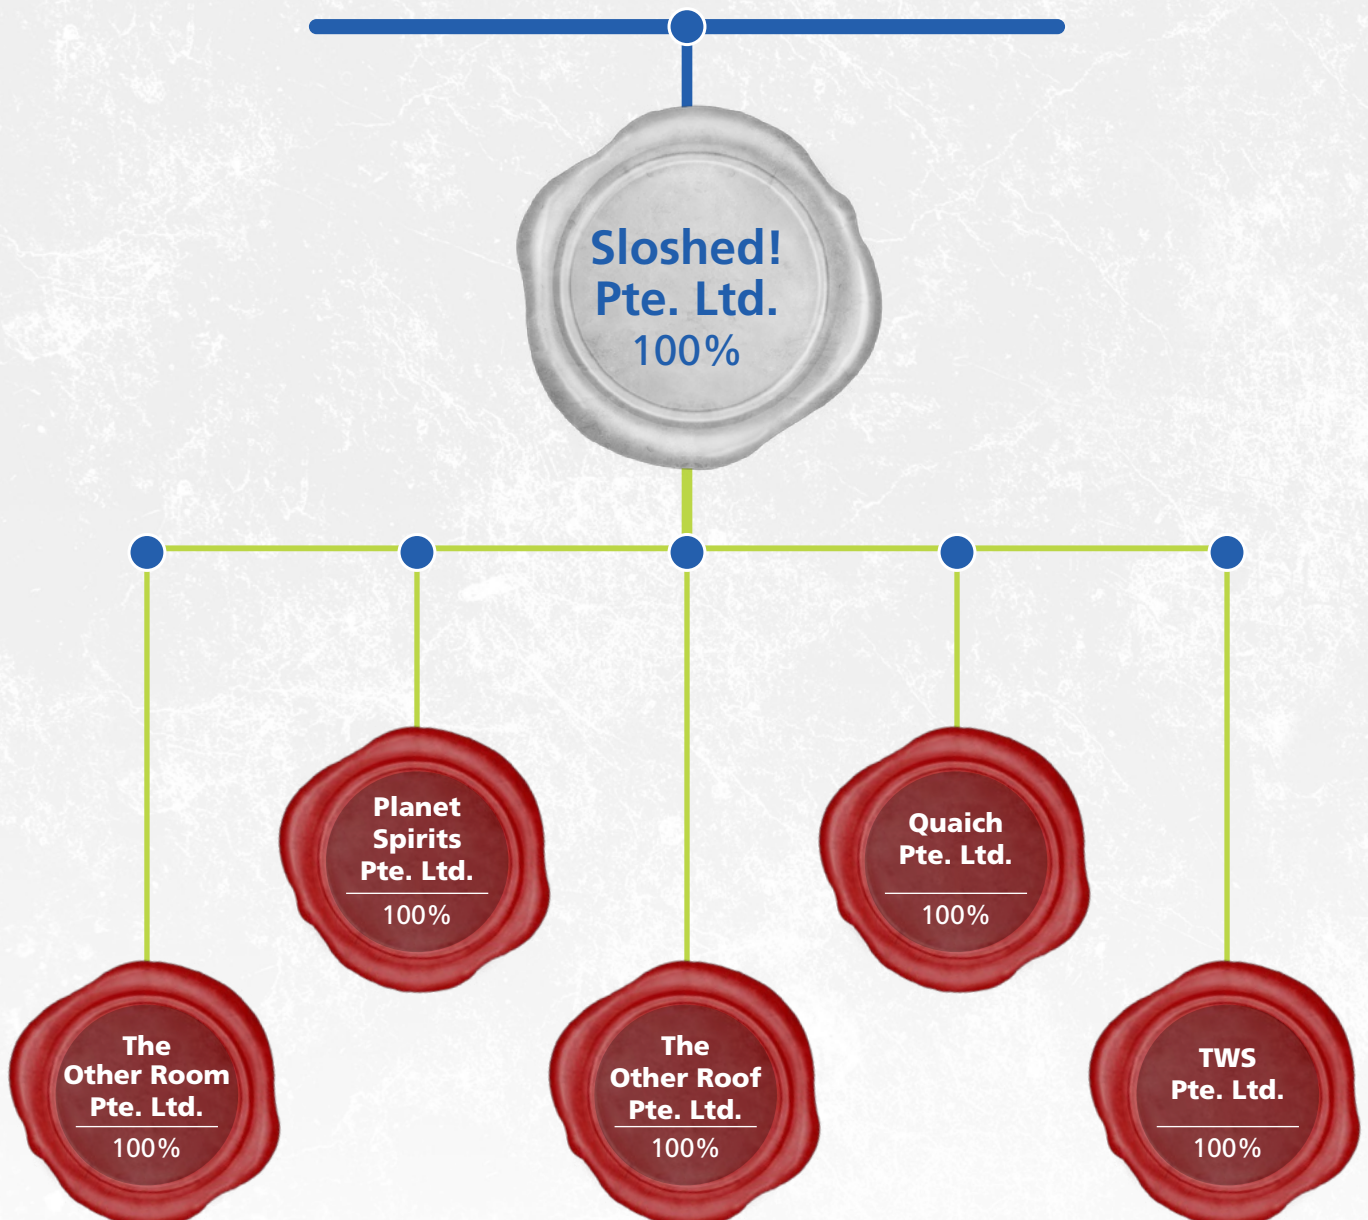 Sloshed!
Pte. Ltd.
100%
Planet
Spirits
Pte. Ltd.
100%
Quaich
Pte. Ltd.
100%
The
Other Room
Pte. Ltd.
100%
The
Other Roof
Pte. Ltd.
100%
TWS
Pte. Ltd.
100%